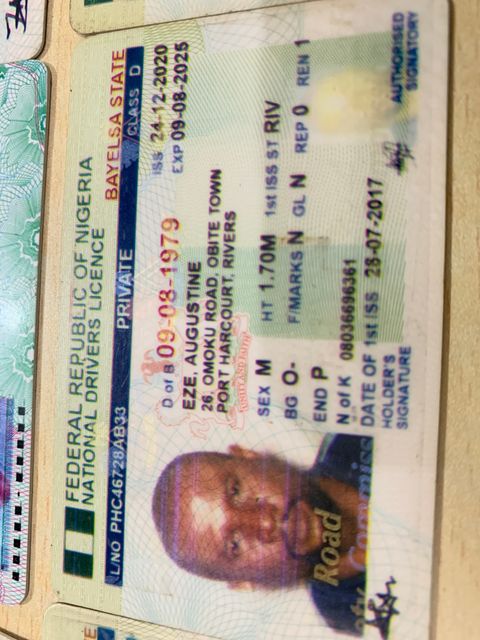 FEDERAL REPUBLIC OF NIGERIA
NATIONAL DRIVERS LICENCE
BAYELSA STATE
L/NO PHC46728AB33 PRIVATE CLASS D
D of B 09-08-1979 ISS 24-12-2020
EXP 09-08-2025
EZE, AUGUSTINE
26, OMOKU ROAD, OBITE TOWN
PORT HARCOURT, RIVERS
UNITY AND FAITH
SEX M HT 1.70M 1st ISS ST RIV
BG O- F/MARKS N GL N REP 0 REN 1
END P
N of K 08036696361
DATE OF 1st ISS 28-07-2017
HOLDER'S
SIGNATURE
AUTHORISED
SIGNATORY
Road
ety Commiss